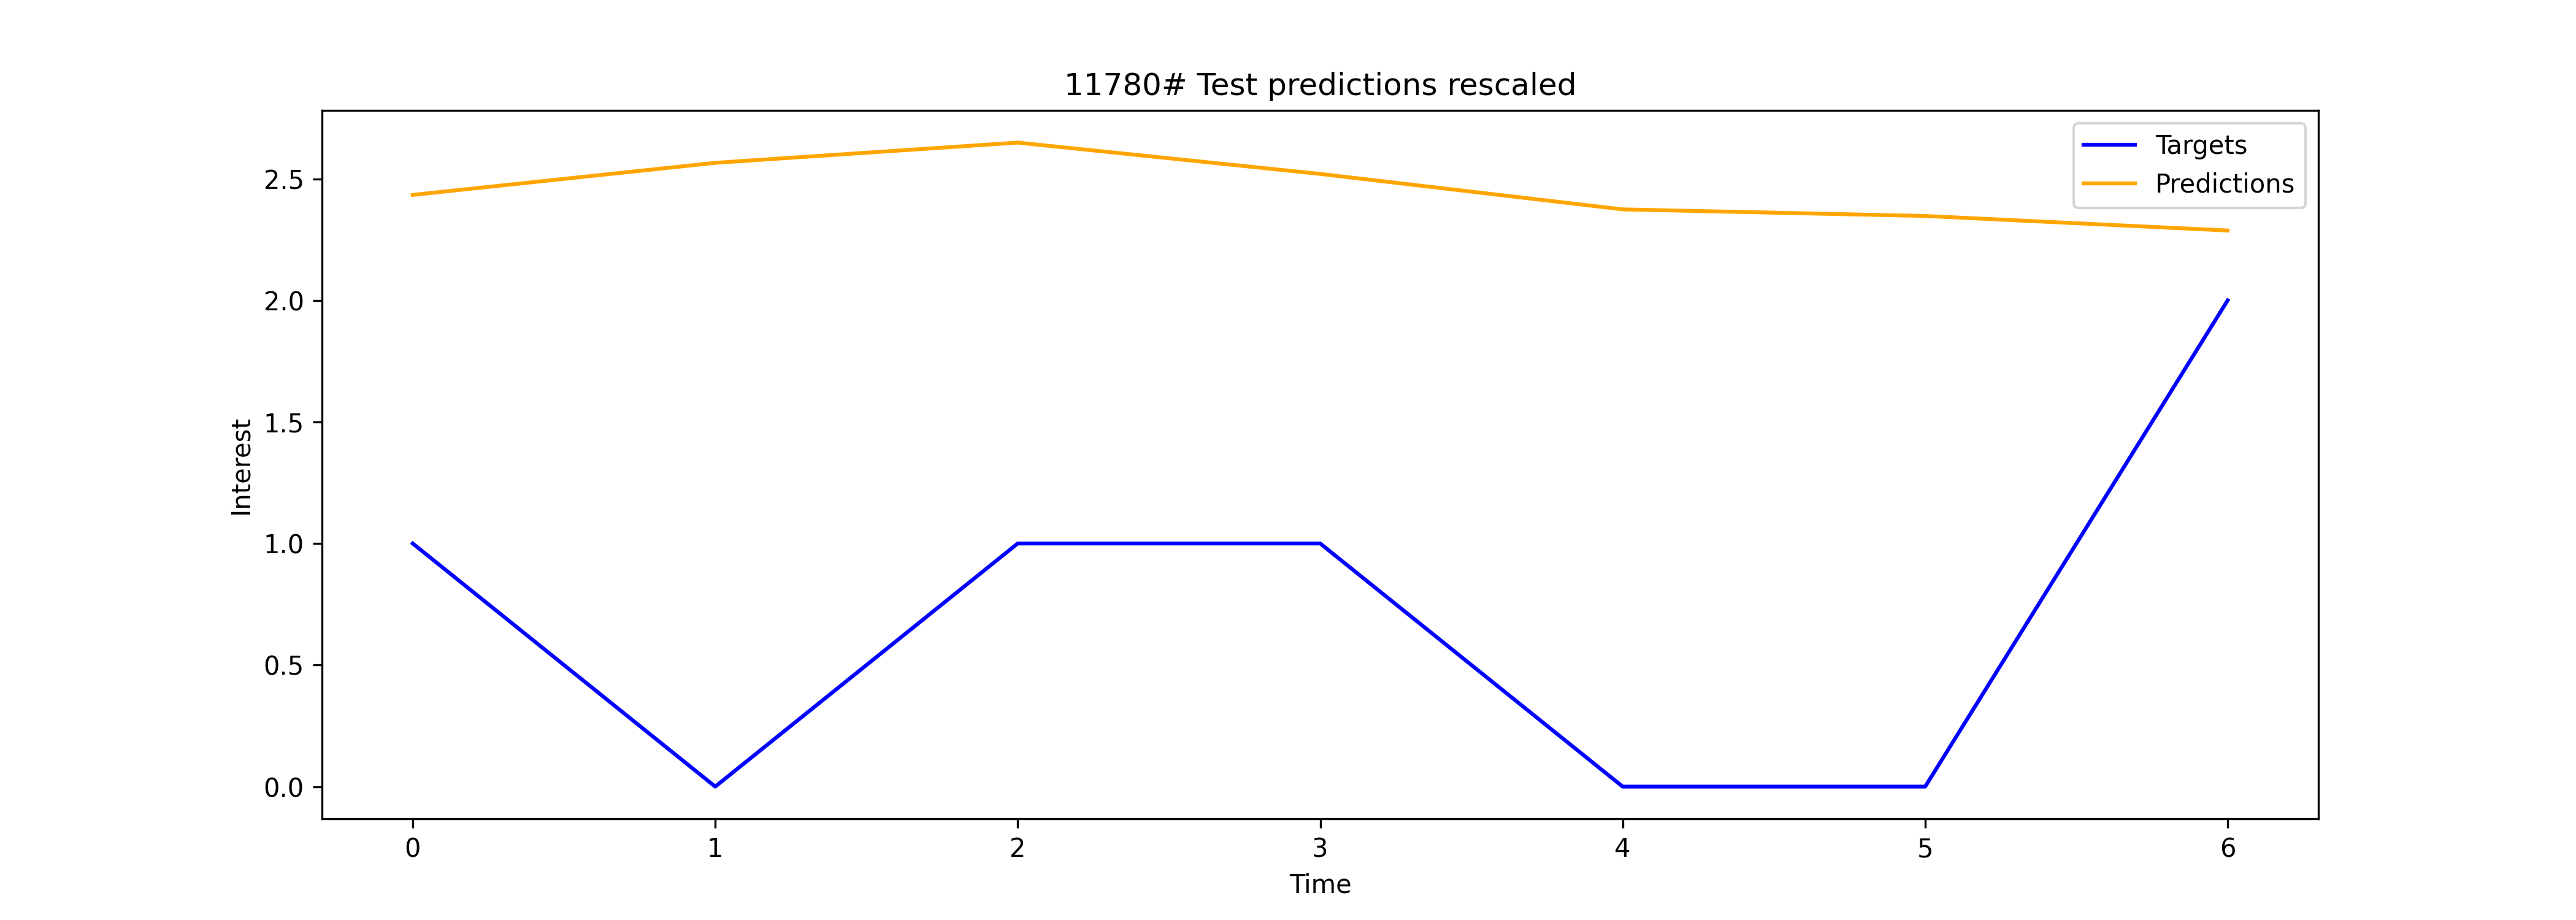 11780# Test predictions rescaled
Targets
Predictions
2.5
2.0
1.5
1.0
0.5
0.0
Interest
0 1 2 3 4 5 6
Time